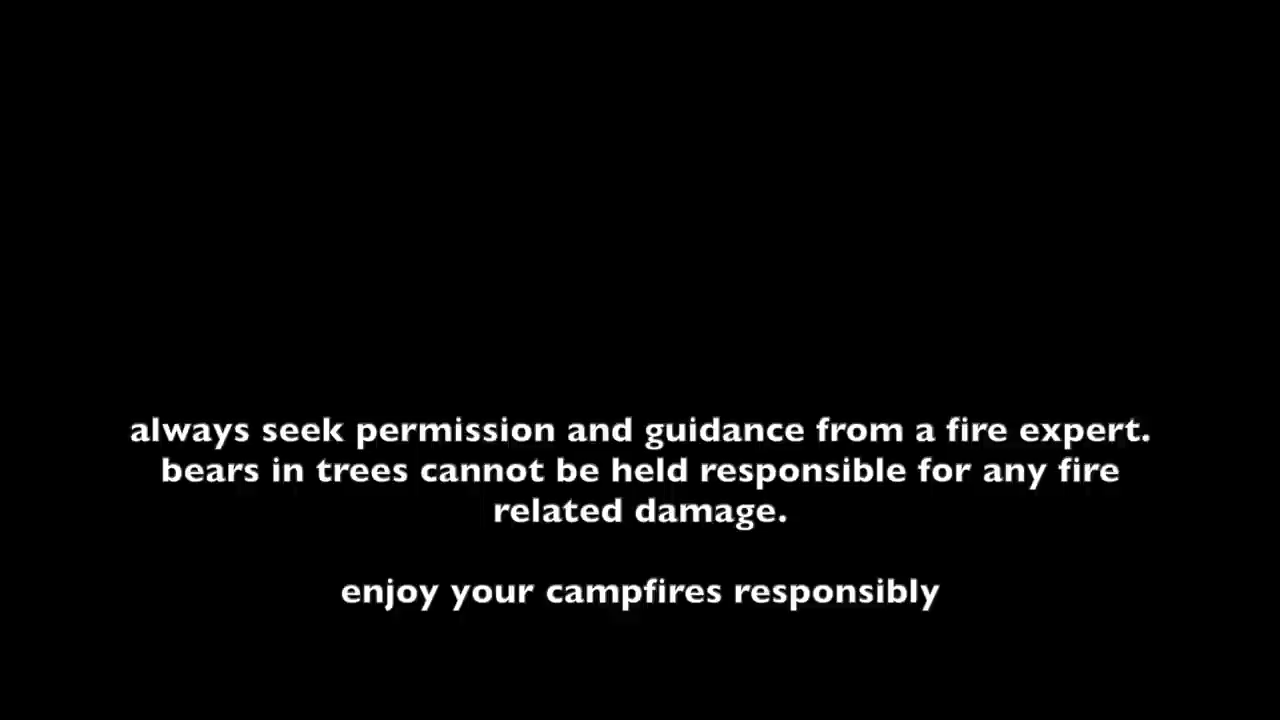 always seek permission and guidance from a fire expert.
bears in trees cannot be held responsible for any fire
related damage.
enjoy your campfires responsibly